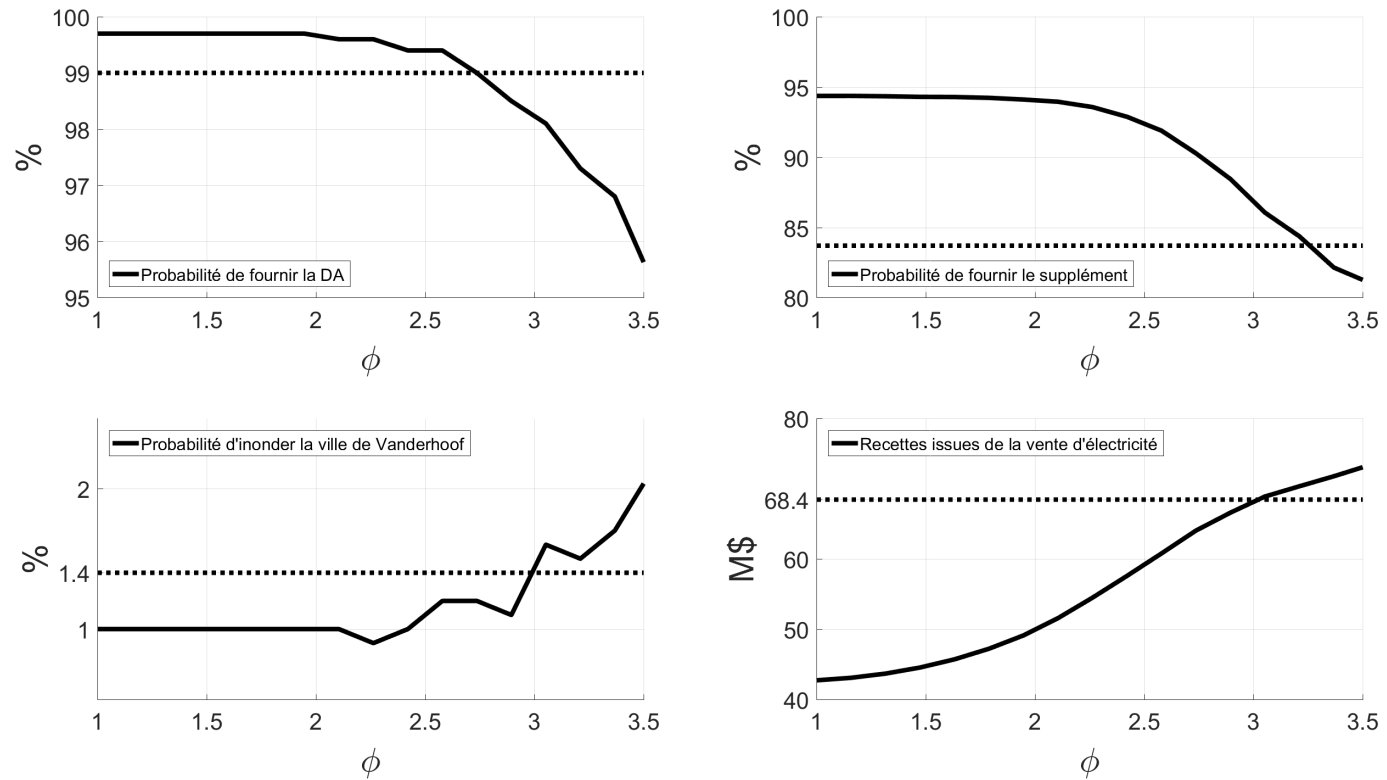 100
99
98
97
96
95
%
Probabilité de fournir la DA
1 1.5 2 2.5 3 3.5
ϕ
100
95
90
85
80
%
Probabilité de fournir le supplément
1 1.5 2 2.5 3 3.5
ϕ
Probabilité d'inonder la ville de Vanderhoof
2
1.4
1
%
1 1.5 2 2.5 3 3.5
ϕ
80
68.4
60
50
40
M$
Recettes issues de la vente d'électricité
1 1.5 2 2.5 3 3.5
ϕ